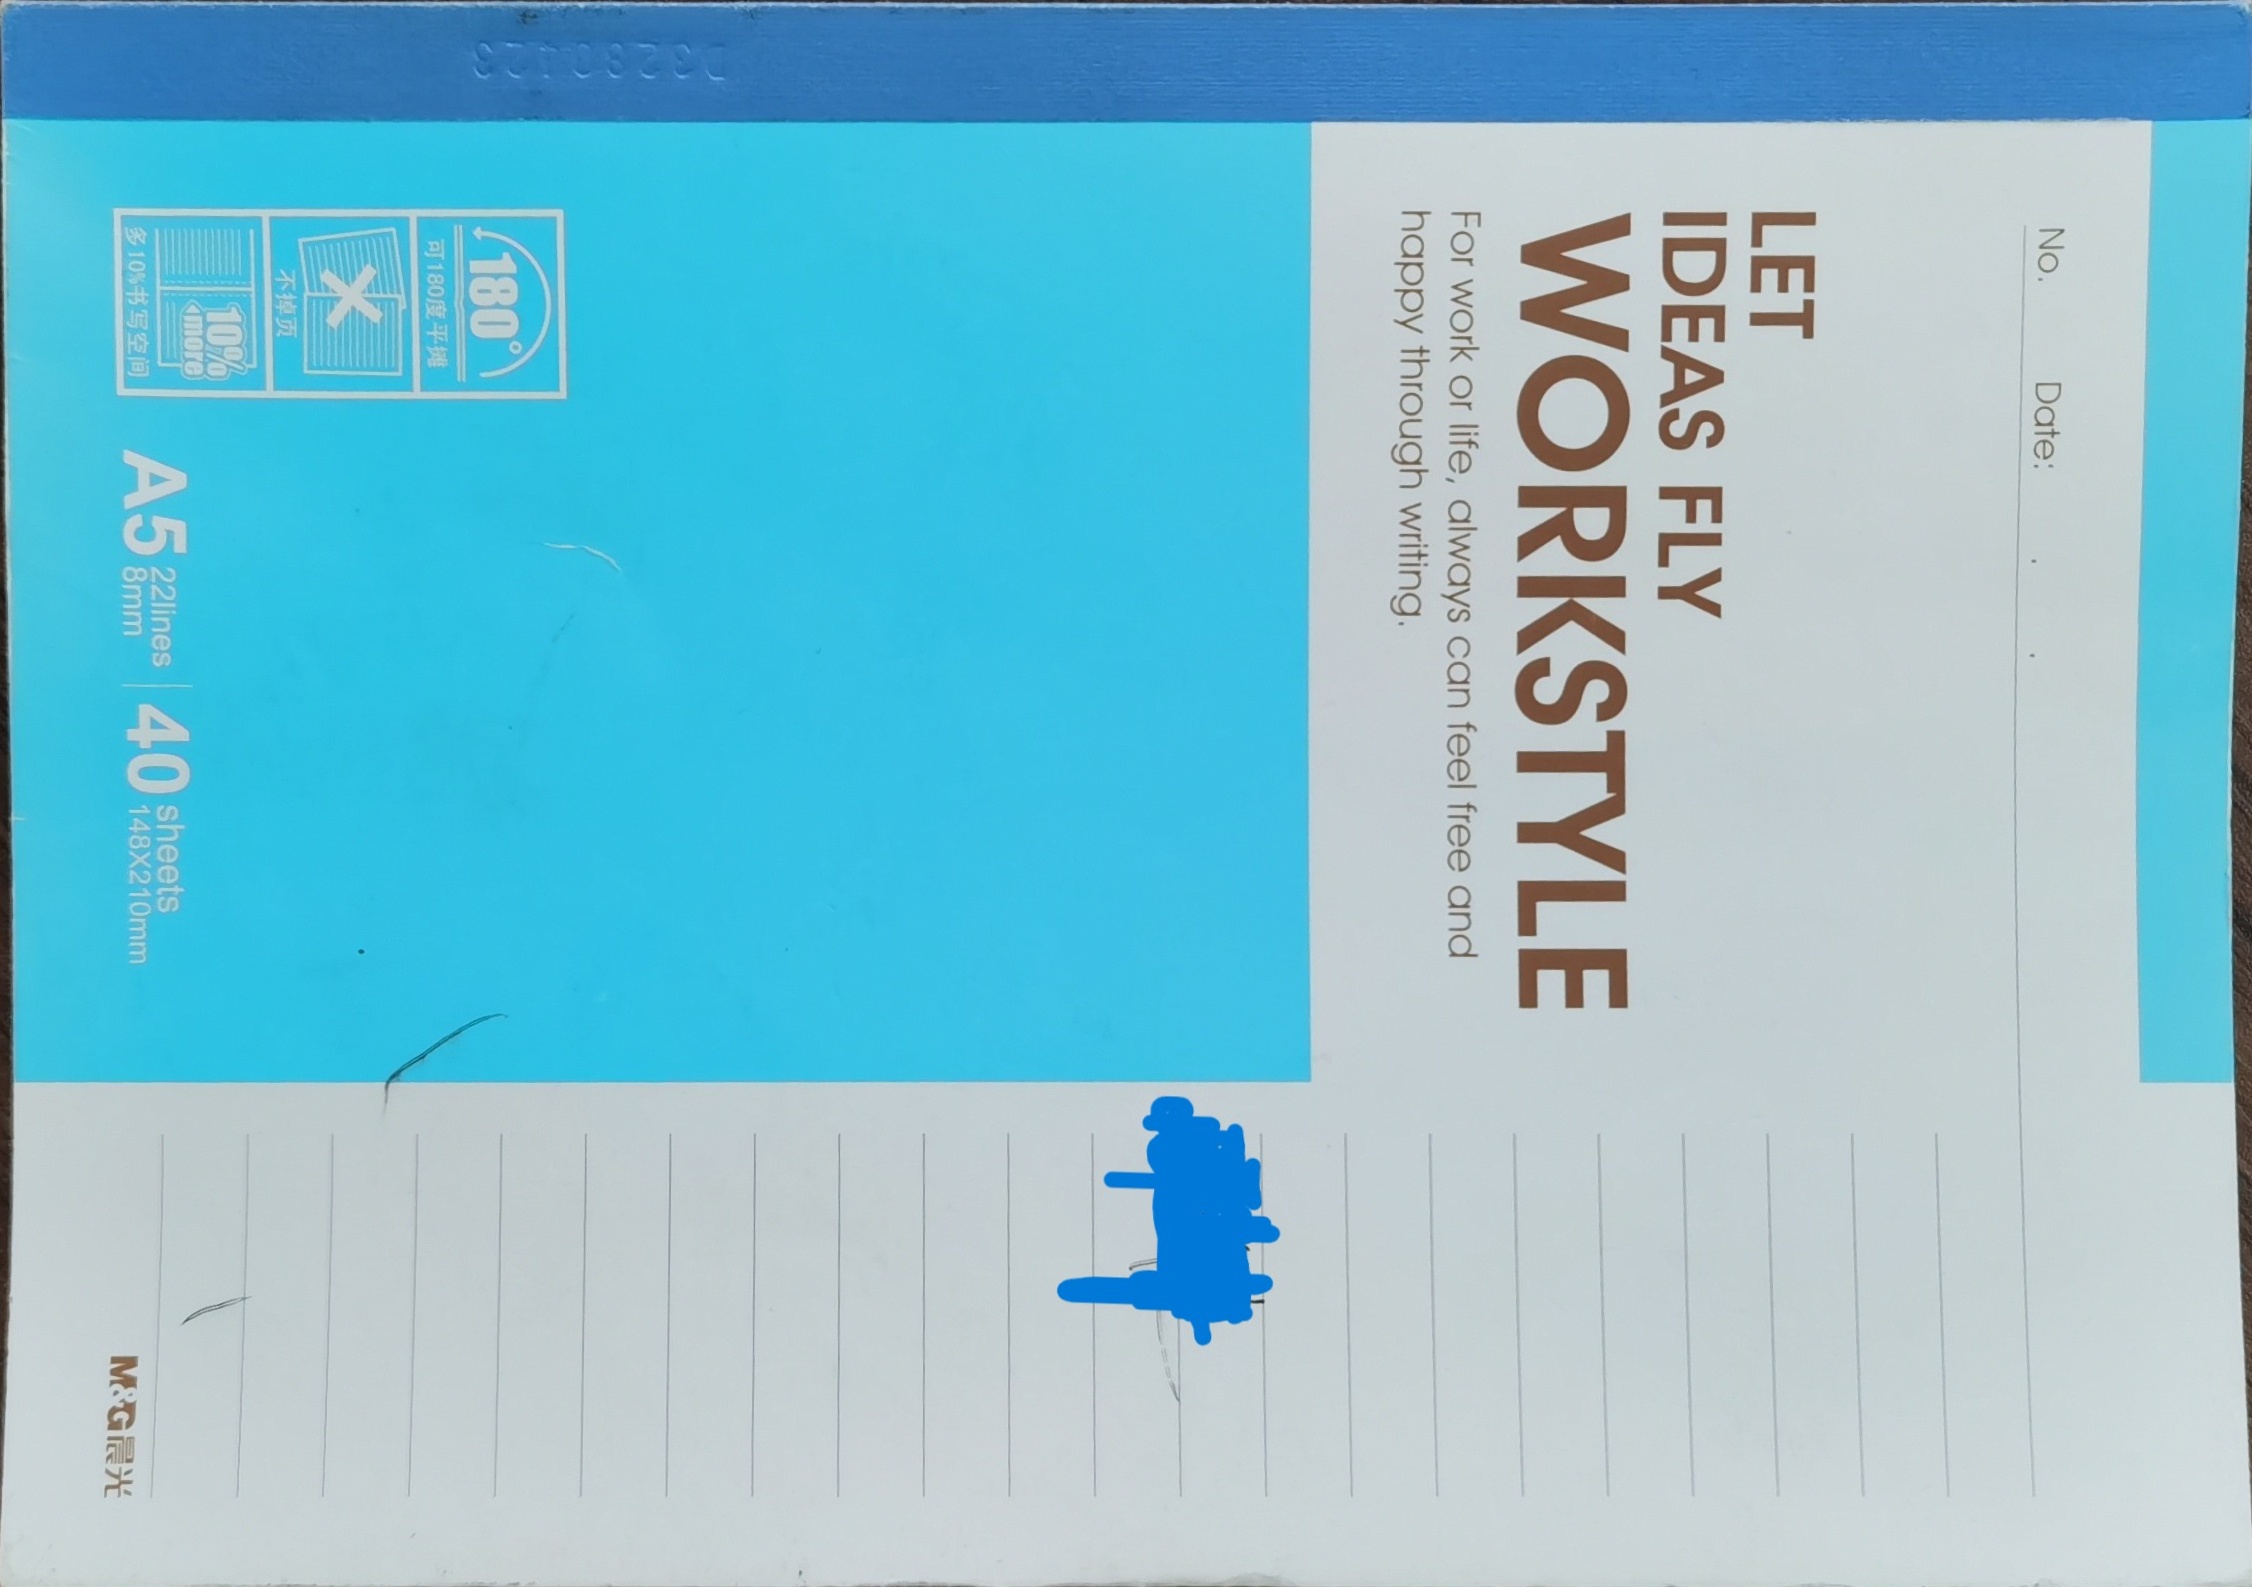 No.
Date:
LET
IDEAS FLY
WORKSTYLE
For work or life, always can feel free and
happy through writing.
180°
可180度平摊
不掉页
10%
more
多10%书写空间
A5 22lines 8mm
40 sheets 148X210mm
M&G晨光